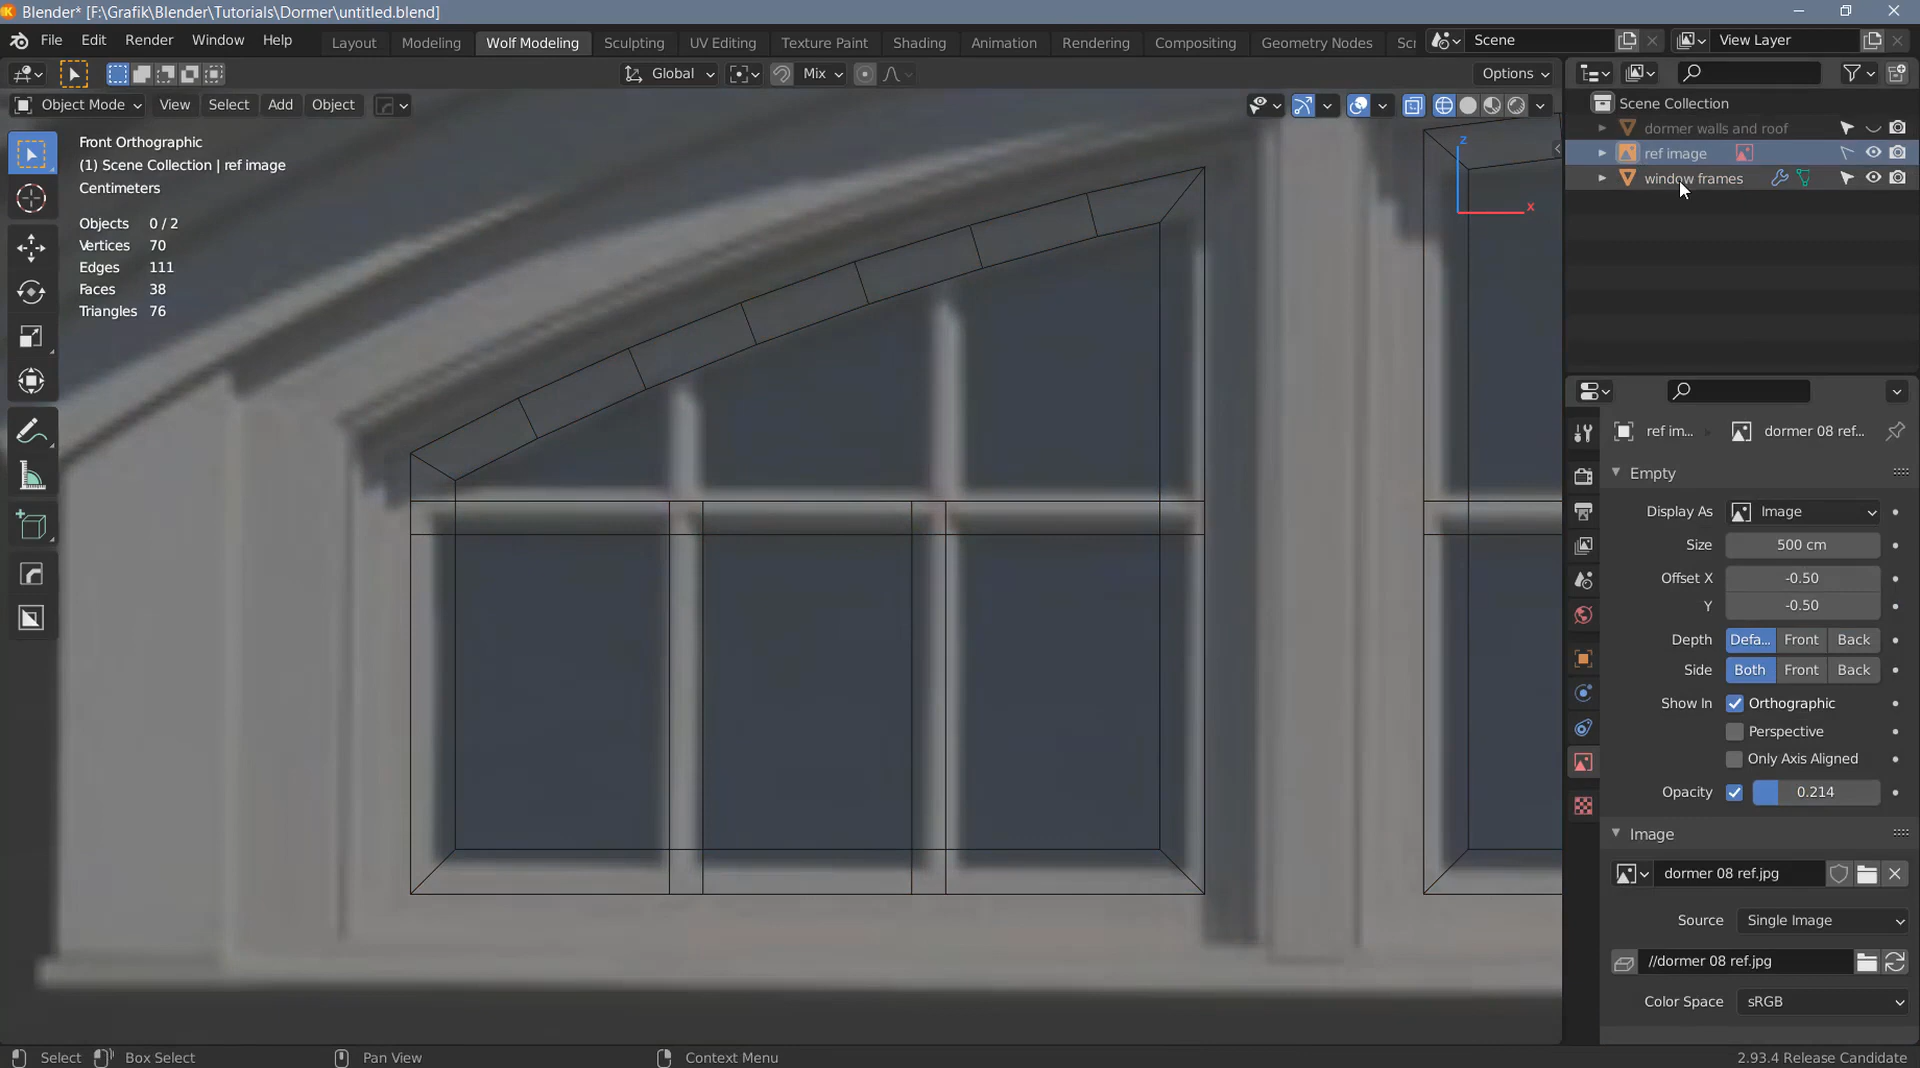 Blender* [F:\Grafik\Blender\Tutorials\Dormer\untitled.blend]
File Edit Render Window Help Layout Modeling Wolf Modeling Sculpting UV Editing Texture Paint Shading Animation Rendering Compositing Geometry Nodes Sc Scene View Layer
Global Mix Options
Object Mode View Select Add Object
Scene Collection
dormer walls and roof
ref image
window frames
Front Orthographic
(1) Scene Collection | ref image
Centimeters
Objects 0 / 2
Vertices 70
Edges 111
Faces 38
Triangles 76
z
x
ref im... dormer 08 ref...
Empty
Display As Image
Size 500 cm
Offset X -0.50
Y -0.50
Depth Defa... Front Back
Side Both Front Back
Show In Orthographic
Perspective
Only Axis Aligned
Opacity 0.214
Image
dormer 08 ref.jpg
Source Single Image
//dormer 08 ref.jpg
Color Space sRGB
Select Box Select Pan View Context Menu 2.93.4 Release Candidate